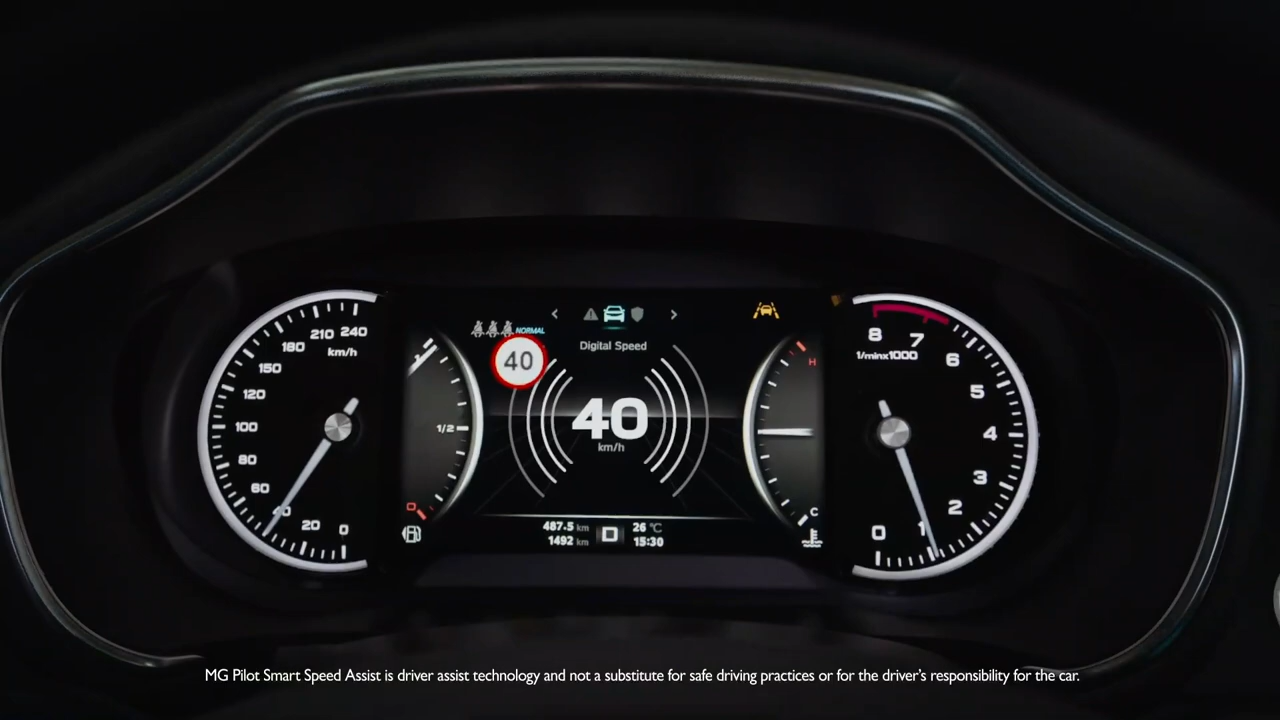 NORMAL
Digital Speed
40
40
km/h
210 240
180
km/h
150
120
100
80
60
40
20
0
1/2
0
H
C
8
7
1/minx1000
6
5
4
3
2
1
0
487.5 km
26 °C
1492 km
15:30
MG Pilot Smart Speed Assist is driver assist technology and not a substitute for safe driving practices or for the driver's responsibility for the car.